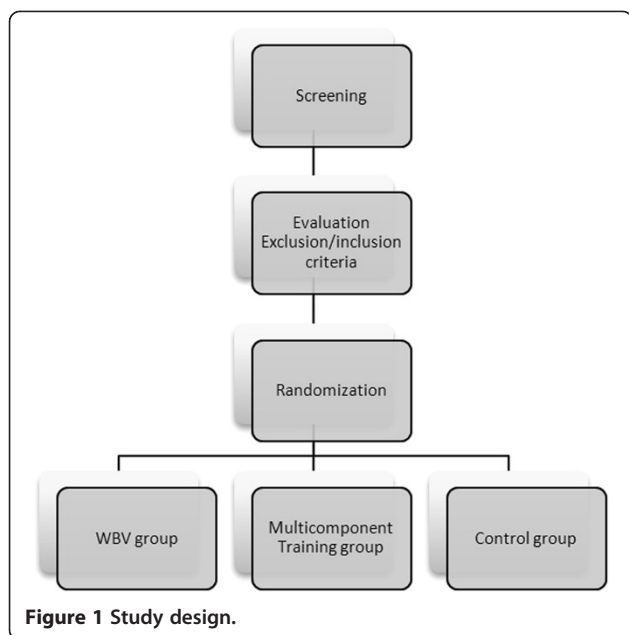 Screening
Evaluation
Exclusion/inclusion
criteria
Randomization
WBV group
Multicomponent
Training group
Control group
Figure 1 Study design.